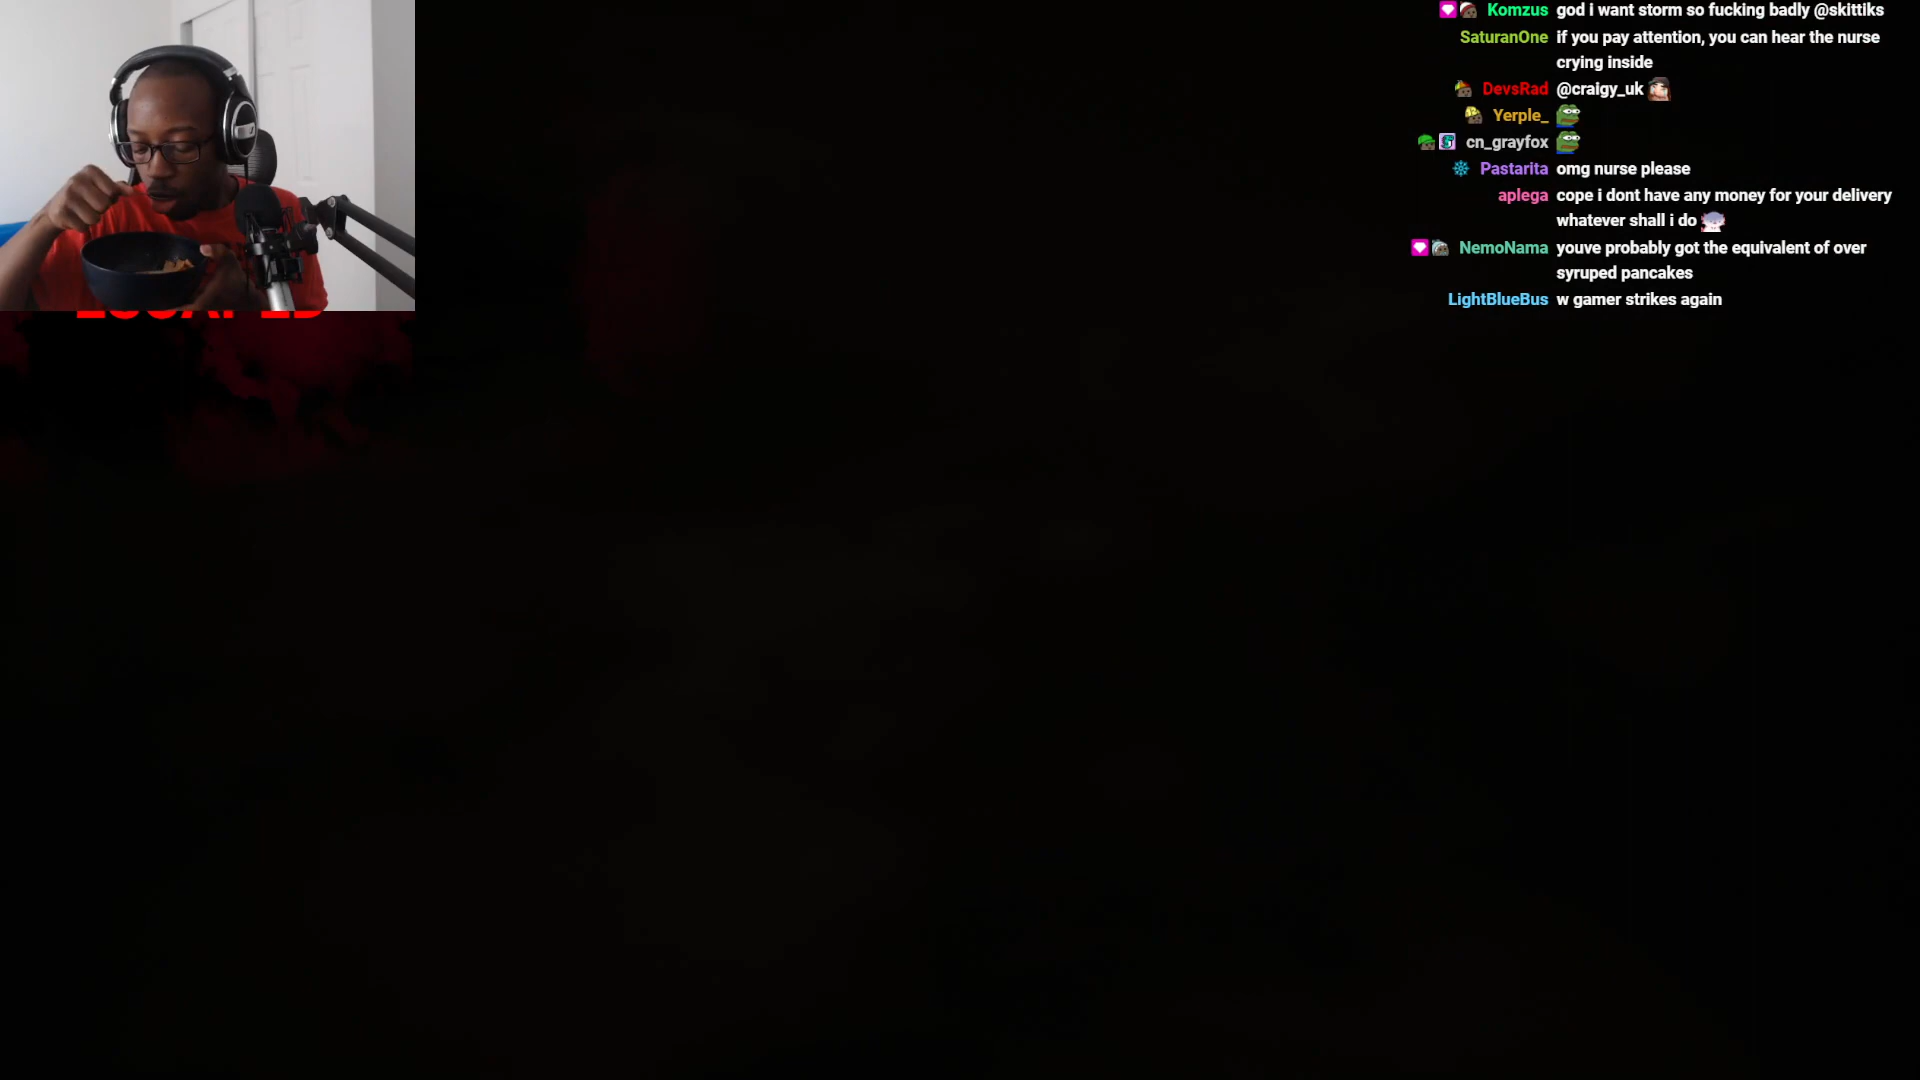 Komzus god i want storm so fucking badly @skittiks
SaturanOne if you pay attention, you can hear the nurse
crying inside
DevsRad @craigy_uk
Yerple_
cn_grayfox
Pastarita omg nurse please
aplega cope i dont have any money for your delivery
whatever shall i do
NemoNama youve probably got the equivalent of over
syruped pancakes
LightBlueBus w gamer strikes again